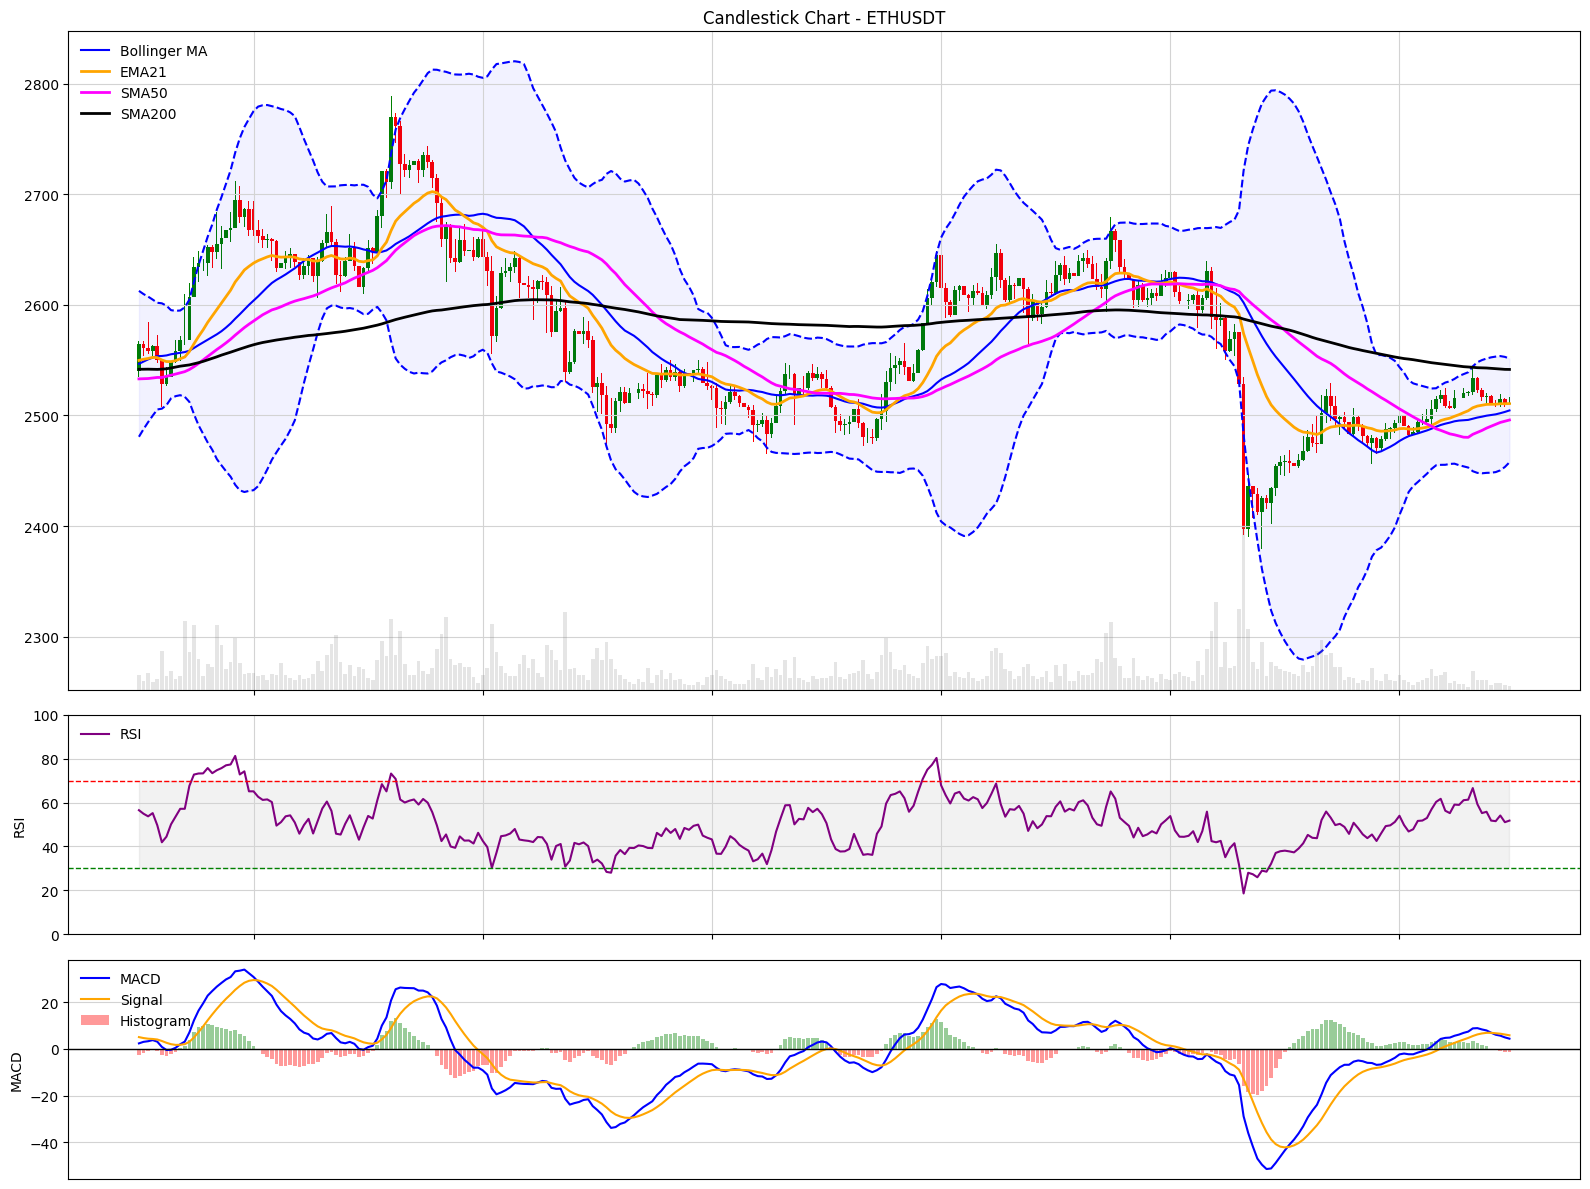 Candlestick Chart - ETHUSDT
Bollinger MA
EMA21
SMA50
SMA200
2800
2700
2600
2500
2400
2300
RSI
100
80
60
40
20
0
RSI
MACD
Signal
Histogram
20
0
−20
−40
MACD